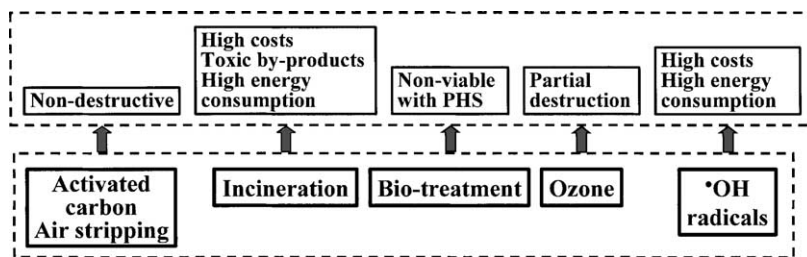 High costs
Toxic by-products
High energy
consumption
High costs
High energy
consumption
Non-destructive
Non-viable
with PHS
Partial
destruction
Activated
carbon
Air stripping
Incineration
Bio-treatment
Ozone
•OH
radicals